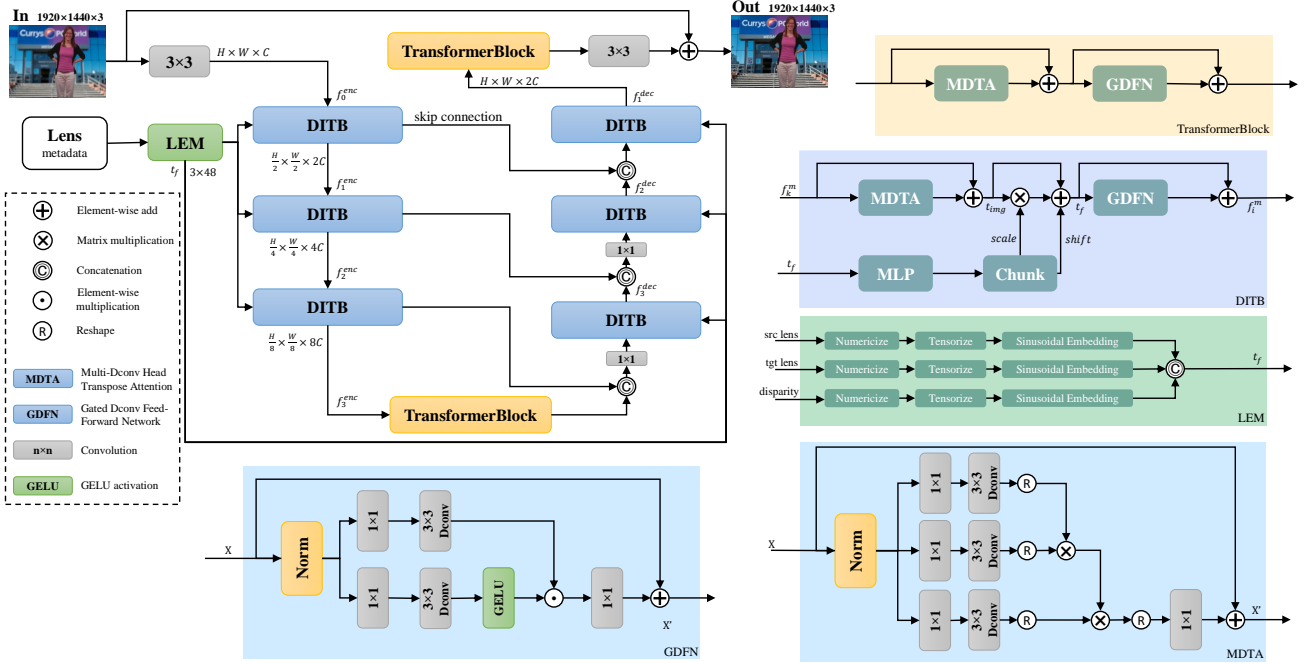 In 1920×1440×3
Currys PC World
3×3
H × W × C
TransformerBlock
3×3
Out 1920×1440×3
Currys PC World
H × W × 2C
f_0^{enc}
f_1^{dec}
Lens
metadata
LEM
t_f 3×48
DITB
skip connection
DITB
C
H/2 × W/2 × 2C
f_1^{enc}
f_2^{dec}
DITB
DITB
H/4 × W/4 × 4C
1×1
C
f_2^{enc}
f_3^{dec}
DITB
DITB
H/8 × W/8 × 8C
1×1
C
f_3^{enc}
TransformerBlock
Element-wise add
Matrix multiplication
C
Concatenation
Element-wise
multiplication
R
Reshape
MDTA
Multi-Dconv Head
Transpose Attention
GDFN
Gated Dconv Feed-
Forward Network
n×n
Convolution
GELU
GELU activation
MDTA
GDFN
TransformerBlock
f_k^m
MDTA
t_{img}
t_f
GDFN
f_i^m
scale
shift
t_f
MLP
Chunk
DITB
src lens
Numericize
Tensorize
Sinusoidal Embedding
tgt lens
Numericize
Tensorize
Sinusoidal Embedding
C
t_f
disparity
Numericize
Tensorize
Sinusoidal Embedding
LEM
X
Norm
1×1
3×3
Dconv
1×1
3×3
Dconv
GELU
1×1
X'
GDFN
X
Norm
1×1
3×3
Dconv
R
1×1
3×3
Dconv
R
1×1
3×3
Dconv
R
R
1×1
X'
MDTA